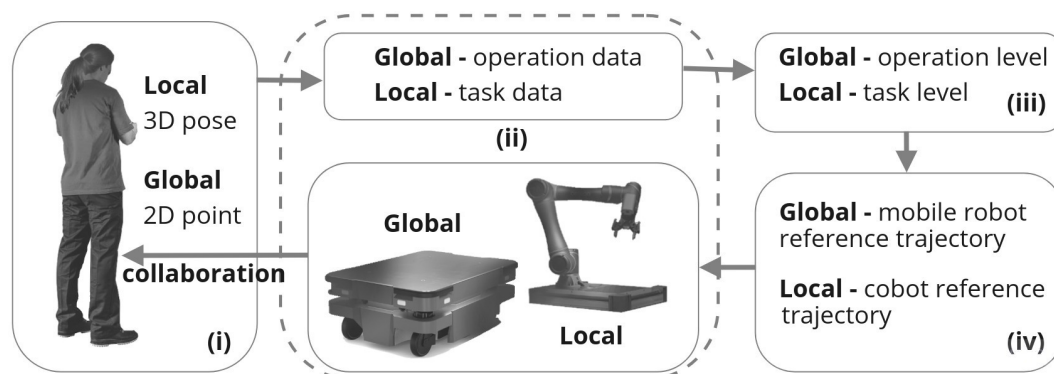 Local
3D pose
Global
2D point
collaboration
(i)
Global - operation data
Local - task data
(ii)
Global
Local
Global - operation level
Local - task level
(iii)
Global - mobile robot
reference trajectory
Local - cobot reference
trajectory
(iv)